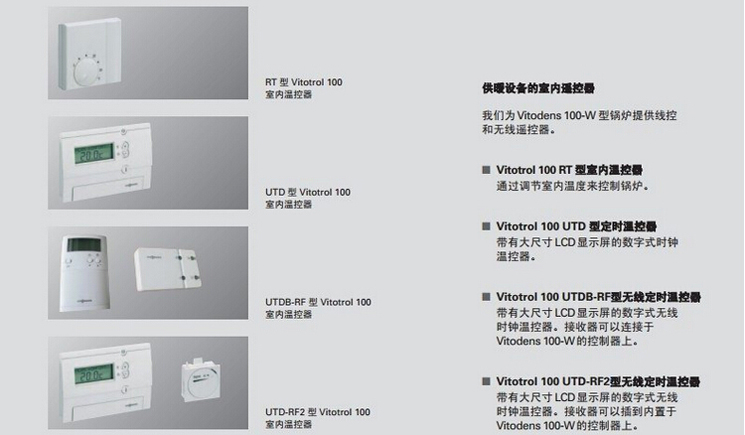 RT 型 Vitotrol 100
室内温控器
UTD 型 Vitotrol 100
室内温控器
UTDB-RF 型 Vitotrol 100
室内温控器
UTD-RF2 型 Vitotrol 100
室内温控器
供暖设备的室内遥控器
我们为 Vitodens 100-W 型锅炉提供线控
和无线遥控器。
■ Vitotrol 100 RT 型室内温控器
通过调节室内温度来控制锅炉。
■ Vitotrol 100 UTD 型定时温控器
带有大尺寸 LCD 显示屏的数字式时钟
温控器。
■ Vitotrol 100 UTDB-RF型无线定时温控器
带有大尺寸 LCD 显示屏的数字式无线
时钟温控器。接收器可以连接于
Vitodens 100-W 的控制器上。
■ Vitotrol 100 UTD-RF2型无线定时温控器
带有大尺寸 LCD 显示屏的数字式无线
时钟温控器。接收器可以插到内置于
Vitodens 100-W 的控制器上。